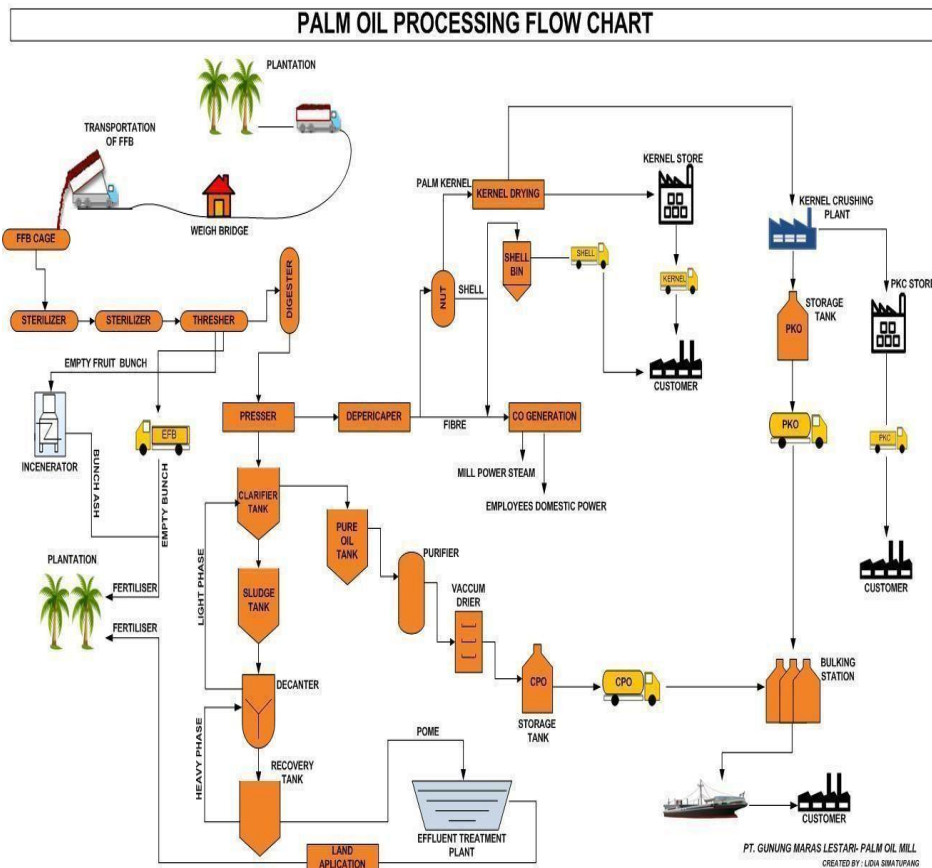 PALM OIL PROCESSING FLOW CHART
PLANTATION
TRANSPORTATION
OF FFB
WEIGH BRIDGE
FFB CAGE
STERILIZER
STERILIZER
THRESHER
DIGESTER
EMPTY FRUIT BUNCH
INCENERATOR
BUNCH ASH
EFB
EMPTY BUNCH
PLANTATION
FERTILISER
FERTILISER
PRESSER
DEPERICAPER
FIBRE
CO GENERATION
MILL POWER STEAM
EMPLOYEES DOMESTIC POWER
NUT
PALM KERNEL
SHELL
KERNEL DRYING
SHELL
BIN
SHELL
KERNEL STORE
KERNEL
CUSTOMER
KERNEL CRUSHING
PLANT
STORAGE
TANK
PKO
PKO
PKC STORE
PKC
CUSTOMER
CLARIFIER
TANK
PURE
OIL
TANK
PURIFIER
VACCUM
DRIER
CPO
STORAGE
TANK
CPO
BULKING
STATION
CUSTOMER
LIGHT PHASE
SLUDGE
TANK
DECANTER
HEAVY PHASE
RECOVERY
TANK
POME
EFFLUENT TREATMENT
PLANT
LAND
APLICATION
PT. GUNUNG MARAS LESTARI- PALM OIL MILL
CREATED BY : LIDIA SIMATUPANG